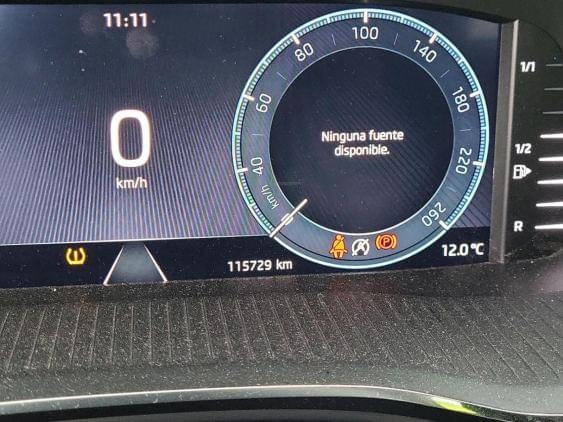 11:11
0
km/h
40
60
80
100
140
180
220
260
km/h
Ninguna fuente
disponible.
P
115729 km
12.0 °C
1/1
1/2
R